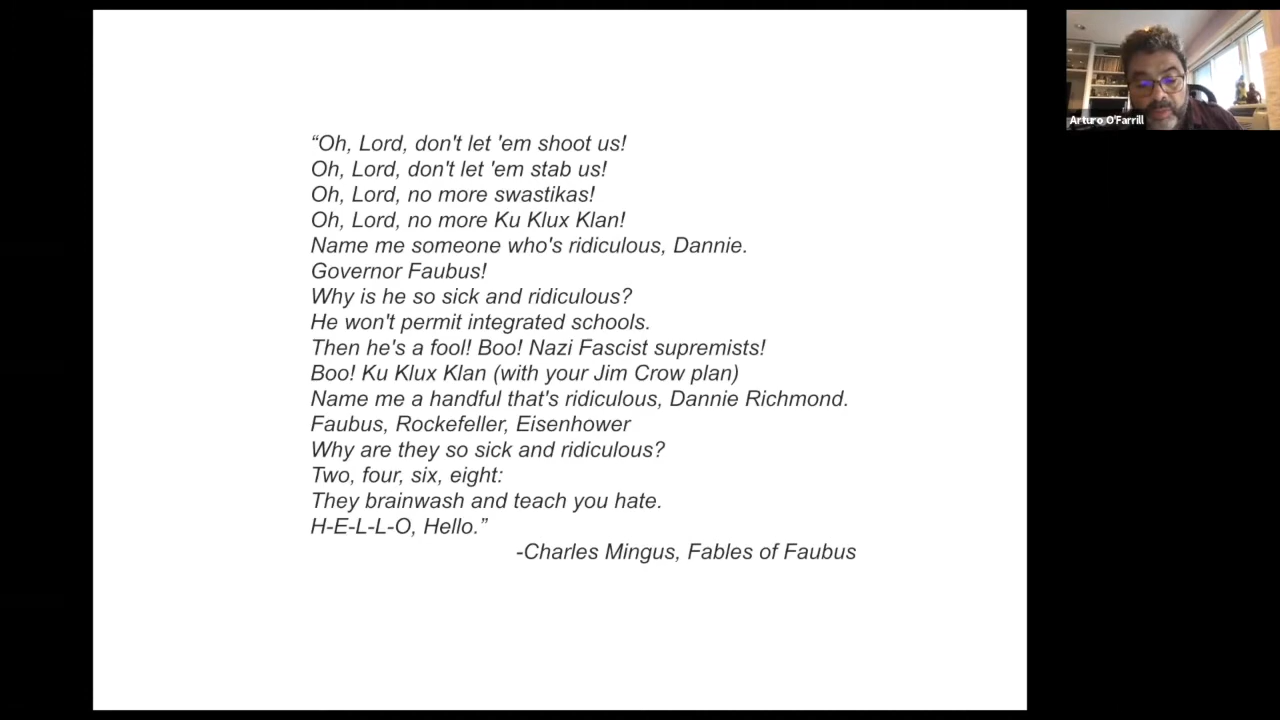 “Oh, Lord, don't let 'em shoot us!
Oh, Lord, don't let 'em stab us!
Oh, Lord, no more swastikas!
Oh, Lord, no more Ku Klux Klan!
Name me someone who's ridiculous, Dannie.
Governor Faubus!
Why is he so sick and ridiculous?
He won't permit integrated schools.
Then he's a fool! Boo! Nazi Fascist supremists!
Boo! Ku Klux Klan (with your Jim Crow plan)
Name me a handful that's ridiculous, Dannie Richmond.
Faubus, Rockefeller, Eisenhower
Why are they so sick and ridiculous?
Two, four, six, eight:
They brainwash and teach you hate.
H-E-L-L-O, Hello.”
-Charles Mingus, Fables of Faubus
Arturo O'Farrill